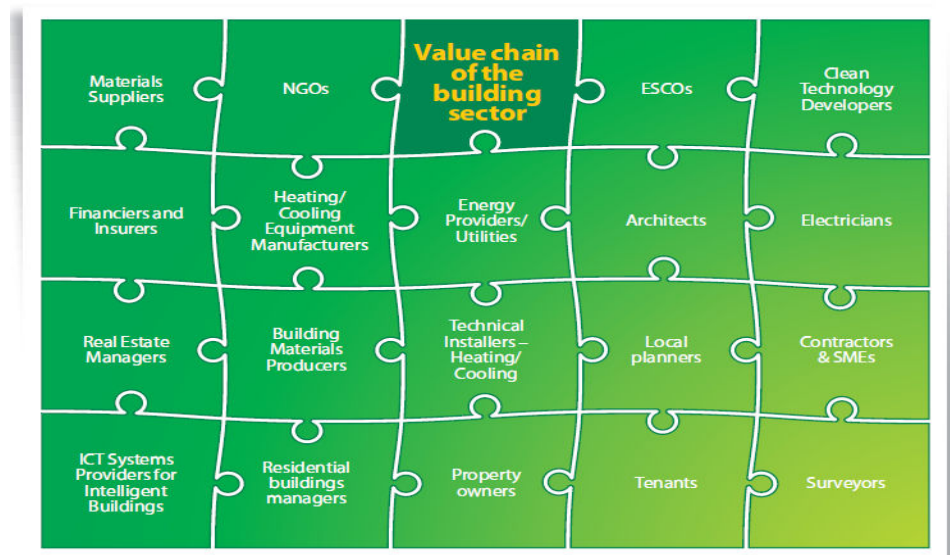 Materials
Suppliers
NGOs
Value chain
of the
building
sector
ESCOs
Clean
Technology
Developers
Financiers and
Insurers
Heating/
Cooling
Equipment
Manufacturers
Energy
Providers/
Utilities
Architects
Electricians
Real Estate
Managers
Building
Materials
Producers
Technical
Installers –
Heating/
Cooling
Local
planners
Contractors
& SMEs
ICT Systems
Providers for
Intelligent
Buildings
Residential
buildings
managers
Property
owners
Tenants
Surveyors